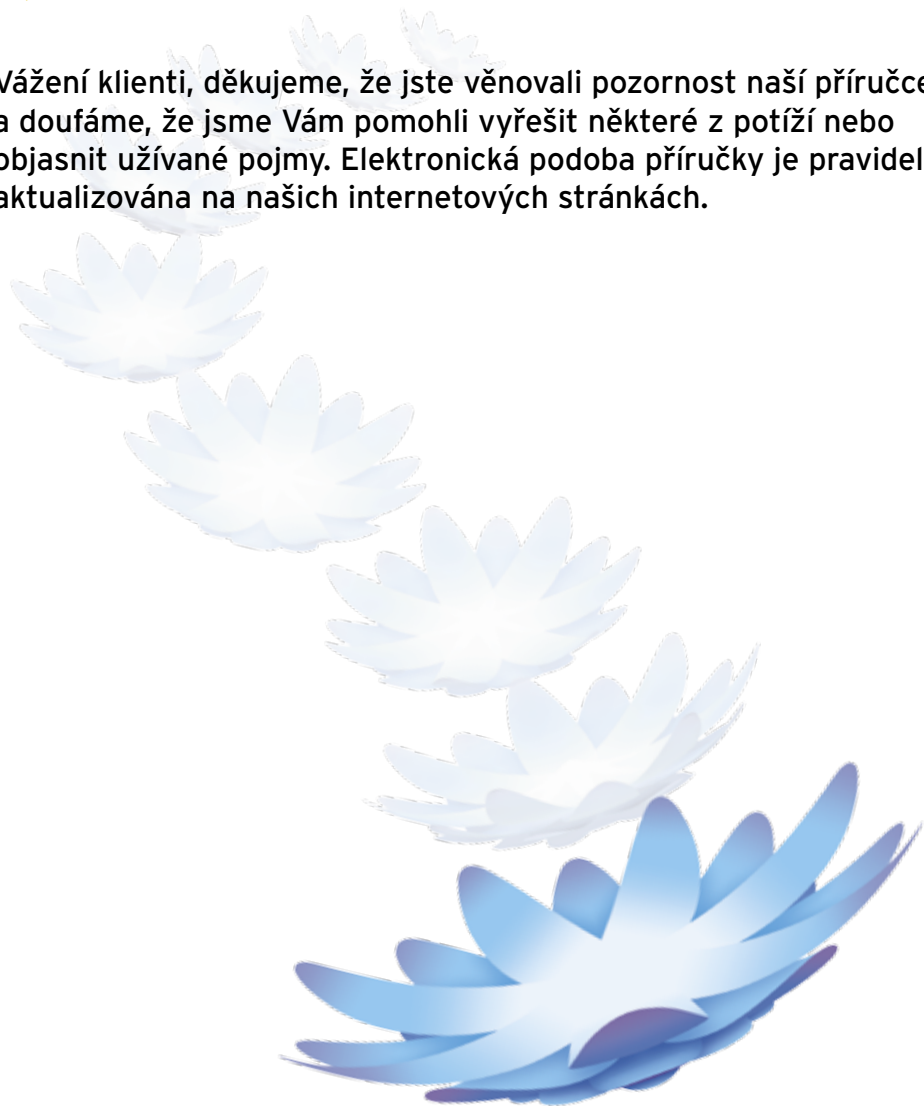 Vážení klienti, děkujeme, že jste věnovali pozornost naší příručce
a doufáme, že jsme Vám pomohli vyřešit některé z potíží nebo
objasnit užívané pojmy. Elektronická podoba příručky je pravidel
aktualizována na našich internetových stránkách.